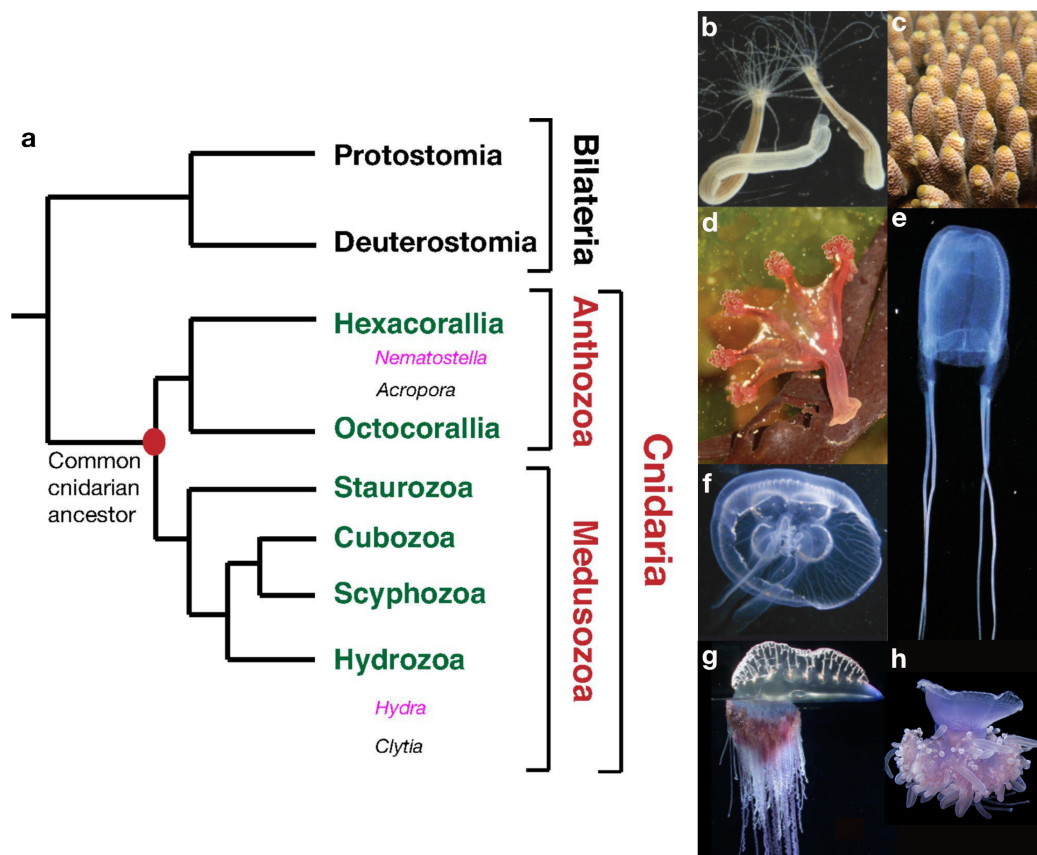 a
Protostomia
Deuterostomia
Bilateria
Hexacorallia
Nematostella
Acropora
Octocorallia
Anthozoa
Common
cnidarian
ancestor
Staurozoa
Cubozoa
Scyphozoa
Hydrozoa
Hydra
Clytia
Medusozoa
Cnidaria
b
c
d
e
f
g
h